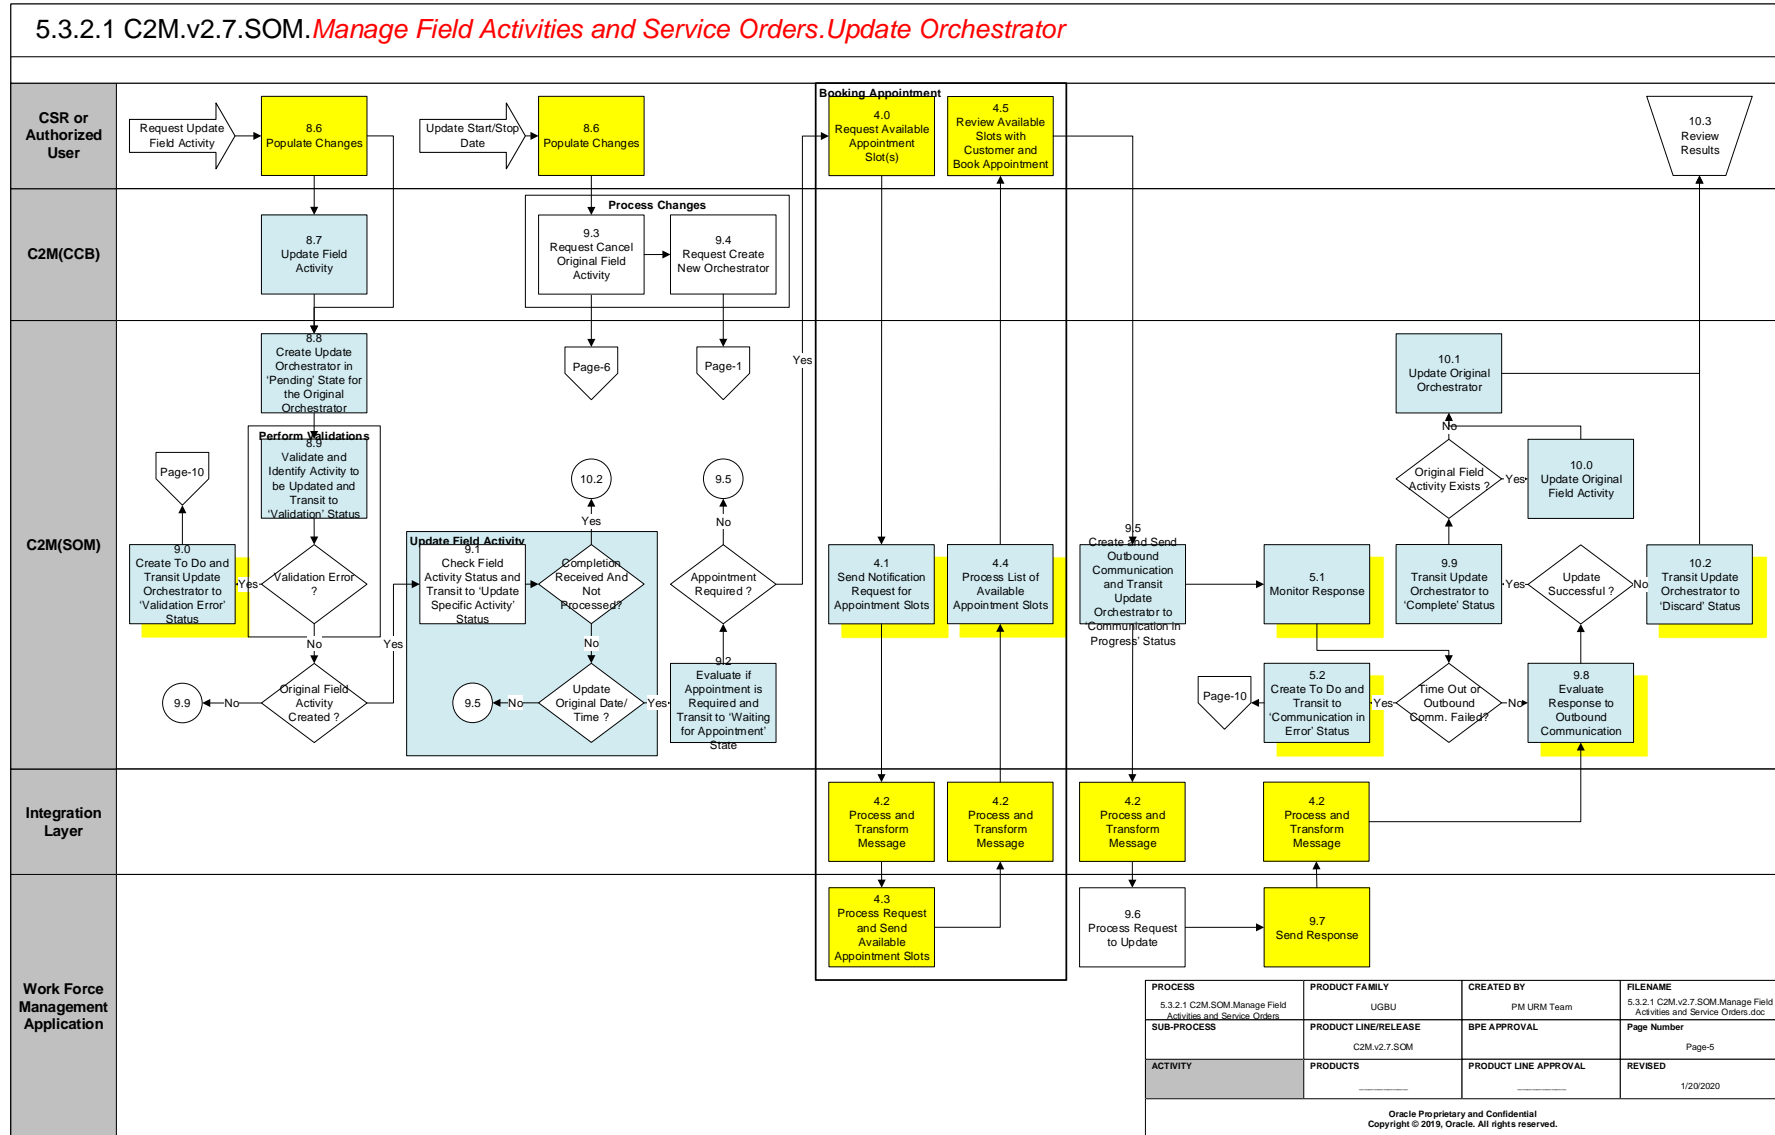 5.3.2.1 C2M.v2.7.SOM.Manage Field Activities and Service Orders.Update Orchestrator
CSR or
Authorized
User
Request Update
Field Activity
8.6
Populate Changes
Update Start/Stop
Date
8.6
Populate Changes
Booking Appointment
4.0
Request Available
Appointment
Slot(s)
4.5
Review Available
Slots with
Customer and
Book Appointment
10.3
Review
Results
C2M(CCB)
8.7
Update Field
Activity
Process Changes
9.3
Request Cancel
Original Field
Activity
9.4
Request Create
New Orchestrator
C2M(SOM)
8.8
Create Update
Orchestrator in
'Pending' State for
the Original
Orchestrator
Page-6
Page-1
Yes
10.1
Update Original
Orchestrator
Perform Validations
8.9
Validate and
Identify Activity to
be Updated and
Transit to
'Validation' Status
Page-10
10.2
9.5
No
Original Field
Activity Exists ?
Yes
10.0
Update Original
Field Activity
9.0
Create To Do and
Transit Update
Orchestrator to
'Validation Error'
Status
Yes
Validation Error
?
No
Yes
Update Field Activity
9.1
Check Field
Activity Status and
Transit to 'Update
Specific Activity'
Status
Yes
Completion
Received And
Not
Processed?
No
No
Appointment
Required ?
4.1
Send Notification
Request for
Appointment Slots
4.4
Process List of
Available
Appointment Slots
9.5
Create and Send
Outbound
Communication
and Transit
Update
Orchestrator to
'Communication in
Progress' Status
5.1
Monitor Response
9.9
Transit Update
Orchestrator to
'Complete' Status
Yes
Update
Successful ?
No
10.2
Transit Update
Orchestrator to
'Discard' Status
9.9
No
Original Field
Activity
Created ?
9.5
No
Update
Original Date/
Time ?
Yes
9.2
Evaluate if
Appointment is
Required and
Transit to 'Waiting
for Appointment'
State
Page-10
5.2
Create To Do and
Transit to
'Communication in
Error' Status
Yes
Time Out or
Outbound
Comm. Failed?
No
9.8
Evaluate
Response to
Outbound
Communication
Integration
Layer
4.2
Process and
Transform
Message
4.2
Process and
Transform
Message
4.2
Process and
Transform
Message
4.2
Process and
Transform
Message
Work Force
Management
Application
4.3
Process Request
and Send
Available
Appointment Slots
9.6
Process Request
to Update
9.7
Send Response
PROCESS
5.3.2.1 C2M.SOM.Manage Field
Activities and Service Orders
PRODUCT FAMILY
UGBU
CREATED BY
PM URM Team
FILENAME
5.3.2.1 C2M.v2.7.SOM.Manage Field
Activities and Service Orders.doc
SUB-PROCESS
PRODUCT LINE/RELEASE
C2M.v2.7.SOM
BPE APPROVAL
Page Number
Page-5
ACTIVITY
PRODUCTS
PRODUCT LINE APPROVAL
REVISED
1/20/2020
Oracle Proprietary and Confidential
Copyright © 2019, Oracle. All rights reserved.